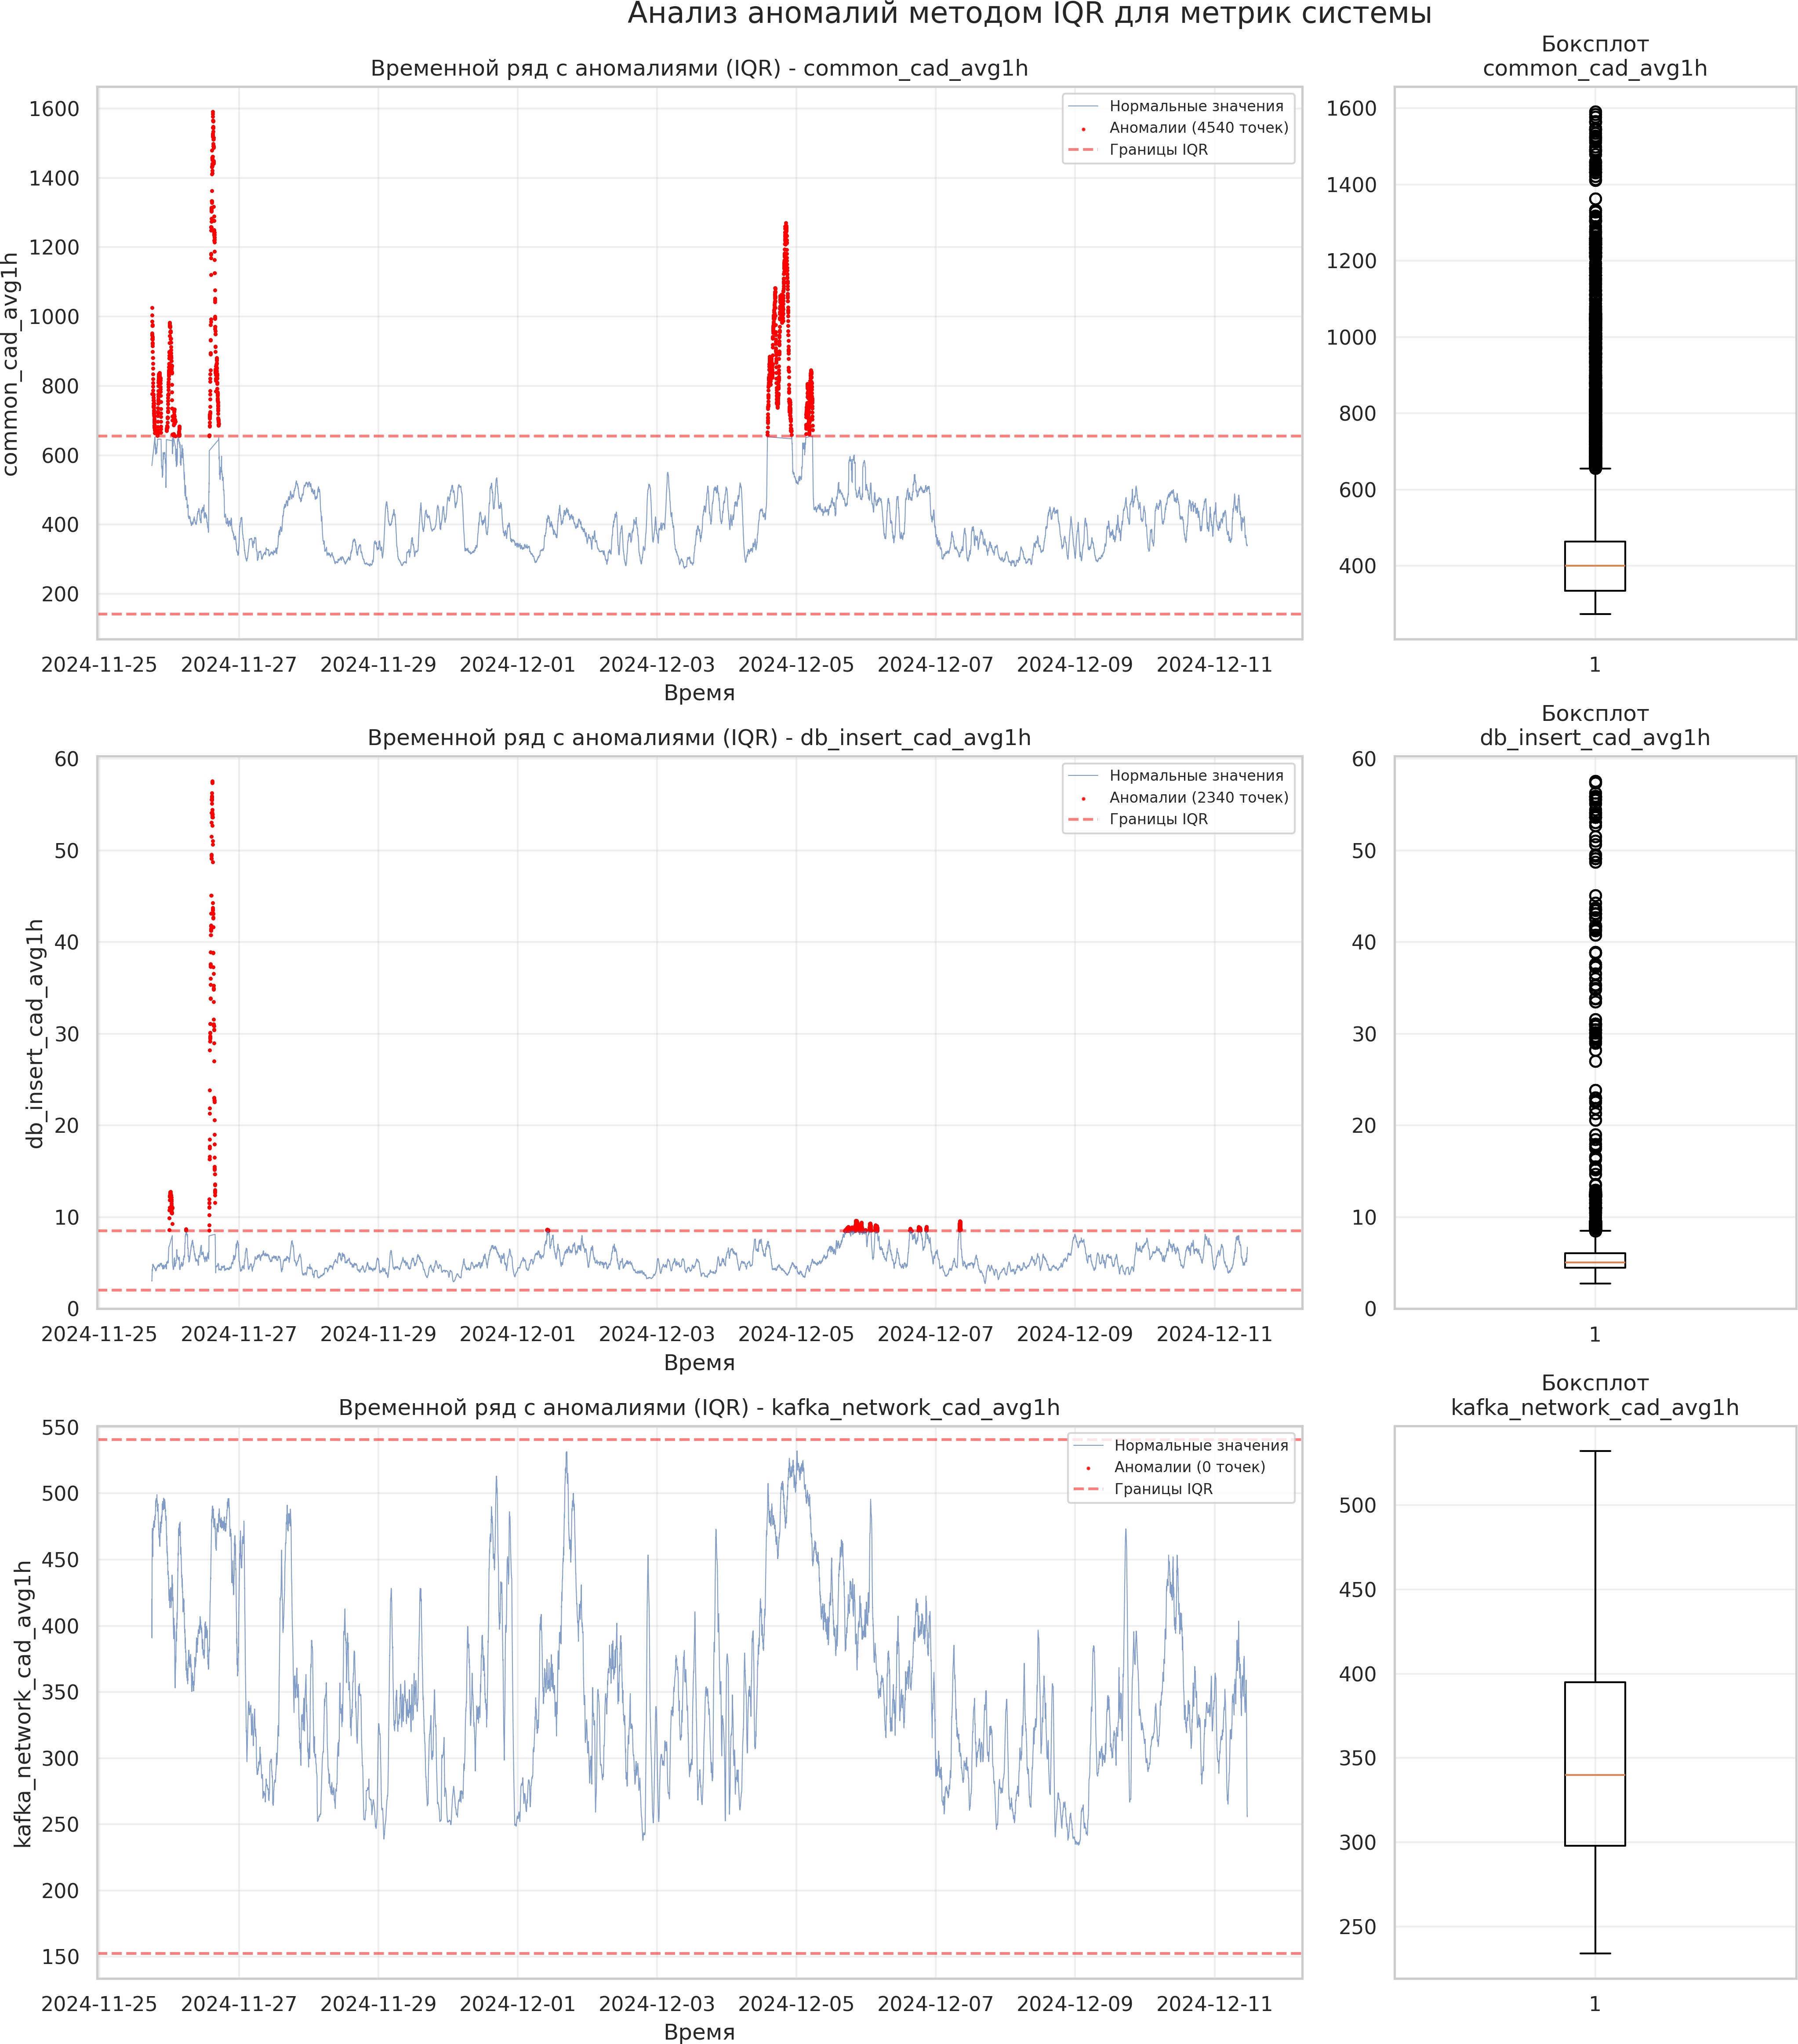 Анализ аномалий методом IQR для метрик системы
Временной ряд с аномалиями (IQR) - common_cad_avg1h
common_cad_avg1h
1600
1400
1200
1000
800
600
400
200
Нормальные значения
Аномалии (4540 точек)
Границы IQR
2024-11-25 2024-11-27 2024-11-29 2024-12-01 2024-12-03 2024-12-05 2024-12-07 2024-12-09 2024-12-11
Время
Боксплот
common_cad_avg1h
1600
1400
1200
1000
800
600
400
1
Временной ряд с аномалиями (IQR) - db_insert_cad_avg1h
db_insert_cad_avg1h
60
50
40
30
20
10
0
Нормальные значения
Аномалии (2340 точек)
Границы IQR
2024-11-25 2024-11-27 2024-11-29 2024-12-01 2024-12-03 2024-12-05 2024-12-07 2024-12-09 2024-12-11
Время
Боксплот
db_insert_cad_avg1h
60
50
40
30
20
10
0
1
Временной ряд с аномалиями (IQR) - kafka_network_cad_avg1h
kafka_network_cad_avg1h
550
500
450
400
350
300
250
200
150
Нормальные значения
Аномалии (0 точек)
Границы IQR
2024-11-25 2024-11-27 2024-11-29 2024-12-01 2024-12-03 2024-12-05 2024-12-07 2024-12-09 2024-12-11
Время
Боксплот
kafka_network_cad_avg1h
500
450
400
350
300
250
1